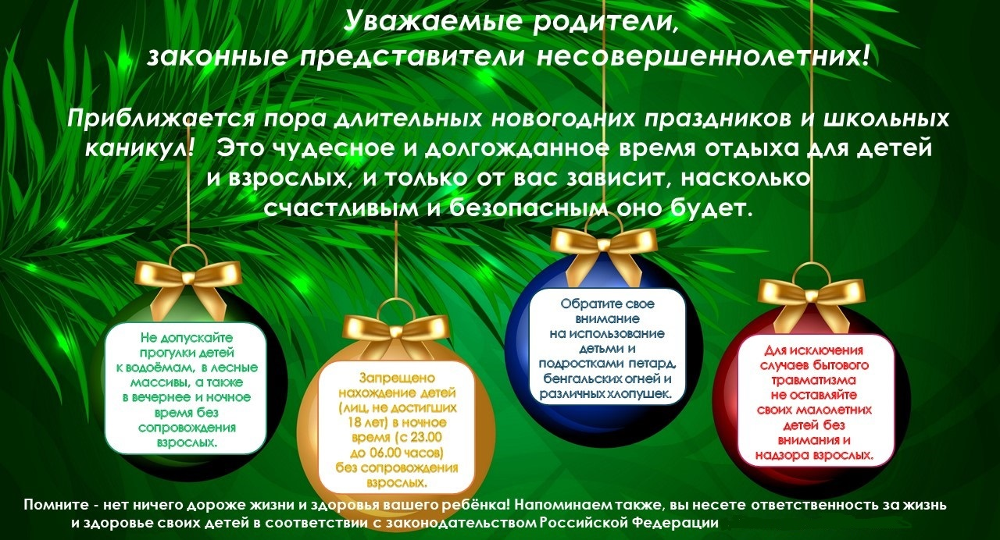 Уважаемые родители,
законные представители несовершеннолетних!
Приближается пора длительных новогодних праздников и школьных
каникул! Это чудесное и долгожданное время отдыха для детей
и взрослых, и только от вас зависит, насколько
счастливым и безопасным оно будет.
Не допускайте
прогулки детей
к водоёмам, в лесные
массивы, а также
в вечернее и ночное
время без
сопровождения
взрослых.
Запрещено
нахождение детей
(лиц, не достигших
18 лет) в ночное
время (с 23.00
до 06.00 часов)
без сопровождения
взрослых.
Обратите свое
внимание
на использование
детьми и
подростками петард,
бенгальских огней и
различных хлопушек.
Для исключения
случаев бытового
травматизма
не оставляйте
своих малолетних
детей без
внимания и
надзора взрослых.
Помните - нет ничего дороже жизни и здоровья вашего ребёнка! Напоминаем также, вы несете ответственность за жизнь
и здоровье своих детей в соответствии с законодательством Российской Федерации